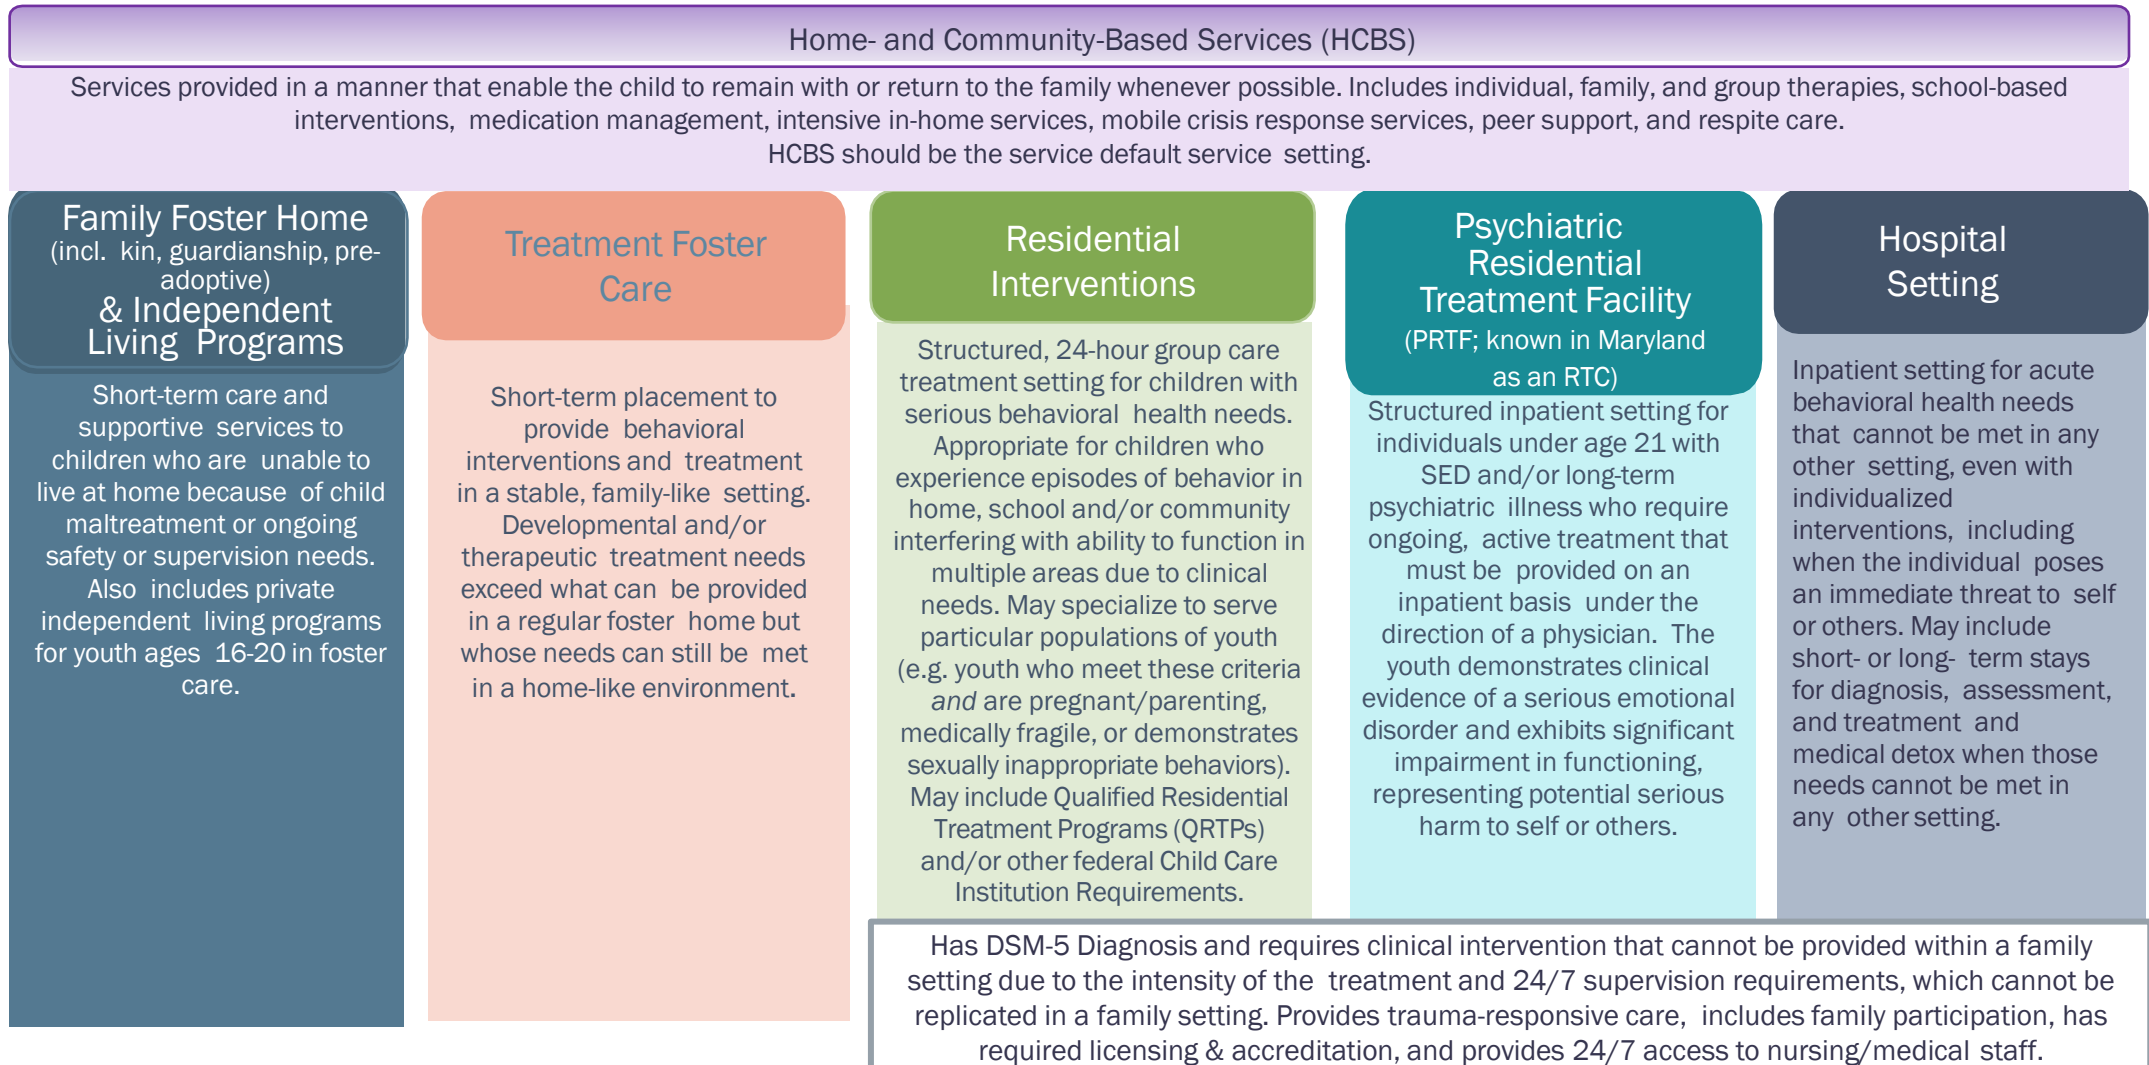 Home- and Community-Based Services (HCBS)
Services provided in a manner that enable the child to remain with or return to the family whenever possible. Includes individual, family, and group therapies, school-based
interventions, medication management, intensive in-home services, mobile crisis response services, peer support, and respite care.
HCBS should be the service default service setting.
Family Foster Home
(incl. kin, guardianship, pre-
adoptive)
& Independent
Living Programs
Short-term care and
supportive services to
children who are unable to
live at home because of child
maltreatment or ongoing
safety or supervision needs.
Also includes private
independent living programs
for youth ages 16-20 in foster
care.
Treatment Foster
Care
Short-term placement to
provide behavioral
interventions and treatment
in a stable, family-like setting.
Developmental and/or
therapeutic treatment needs
exceed what can be provided
in a regular foster home but
whose needs can still be met
in a home-like environment.
Residential
Interventions
Structured, 24-hour group care
treatment setting for children with
serious behavioral health needs.
Appropriate for children who
experience episodes of behavior in
home, school and/or community
interfering with ability to function in
multiple areas due to clinical
needs. May specialize to serve
particular populations of youth
(e.g. youth who meet these criteria
and are pregnant/parenting,
medically fragile, or demonstrates
sexually inappropriate behaviors).
May include Qualified Residential
Treatment Programs (QRTPs)
and/or other federal Child Care
Institution Requirements.
Psychiatric
Residential
Treatment Facility
(PRTF; known in Maryland
as an RTC)
Structured inpatient setting for
individuals under age 21 with
SED and/or long-term
psychiatric illness who require
ongoing, active treatment that
must be provided on an
inpatient basis under the
direction of a physician. The
youth demonstrates clinical
evidence of a serious emotional
disorder and exhibits significant
impairment in functioning,
representing potential serious
harm to self or others.
Hospital
Setting
Inpatient setting for acute
behavioral health needs
that cannot be met in any
other setting, even with
individualized
interventions, including
when the individual poses
an immediate threat to self
or others. May include
short- or long- term stays
for diagnosis, assessment,
and treatment and
medical detox when those
needs cannot be met in
any other setting.
Has DSM-5 Diagnosis and requires clinical intervention that cannot be provided within a family
setting due to the intensity of the treatment and 24/7 supervision requirements, which cannot be
replicated in a family setting. Provides trauma-responsive care, includes family participation, has
required licensing & accreditation, and provides 24/7 access to nursing/medical staff.